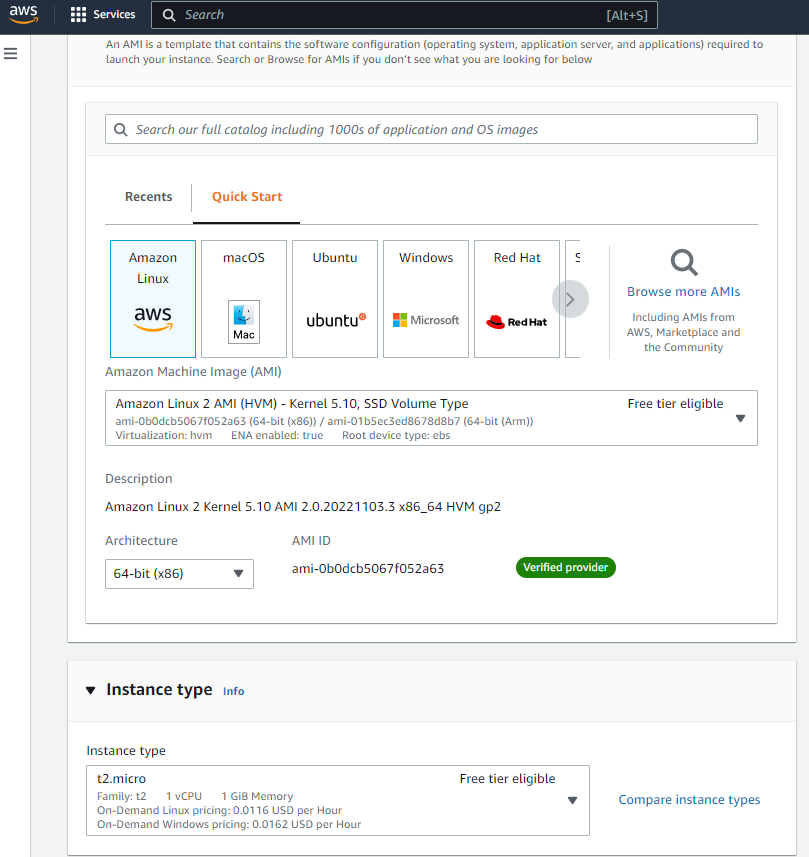 aws
Services
Search
[Alt+S]
An AMI is a template that contains the software configuration (operating system, application server, and applications) required to
launch your instance. Search or Browse for AMIs if you don't see what you are looking for below
Search our full catalog including 1000s of application and OS images
Recents
Quick Start
Amazon
Linux
aws
macOS
Mac
Ubuntu
ubuntu
Windows
Microsoft
Red Hat
Red Hat
S
Browse more AMIs
Including AMIs from
AWS, Marketplace and
the Community
Amazon Machine Image (AMI)
Amazon Linux 2 AMI (HVM) - Kernel 5.10, SSD Volume Type
Free tier eligible
ami-0b0dcb5067f052a63 (64-bit (x86)) / ami-01b5ec3ed8678d8b7 (64-bit (Arm))
Virtualization: hvm ENA enabled: true Root device type: ebs
Description
Amazon Linux 2 Kernel 5.10 AMI 2.0.20221103.3 x86_64 HVM gp2
Architecture
AMI ID
64-bit (x86)
ami-0b0dcb5067f052a63
Verified provider
Instance type Info
Instance type
t2.micro
Free tier eligible
Family: t2 1 vCPU 1 GiB Memory
On-Demand Linux pricing: 0.0116 USD per Hour
On-Demand Windows pricing: 0.0162 USD per Hour
Compare instance types